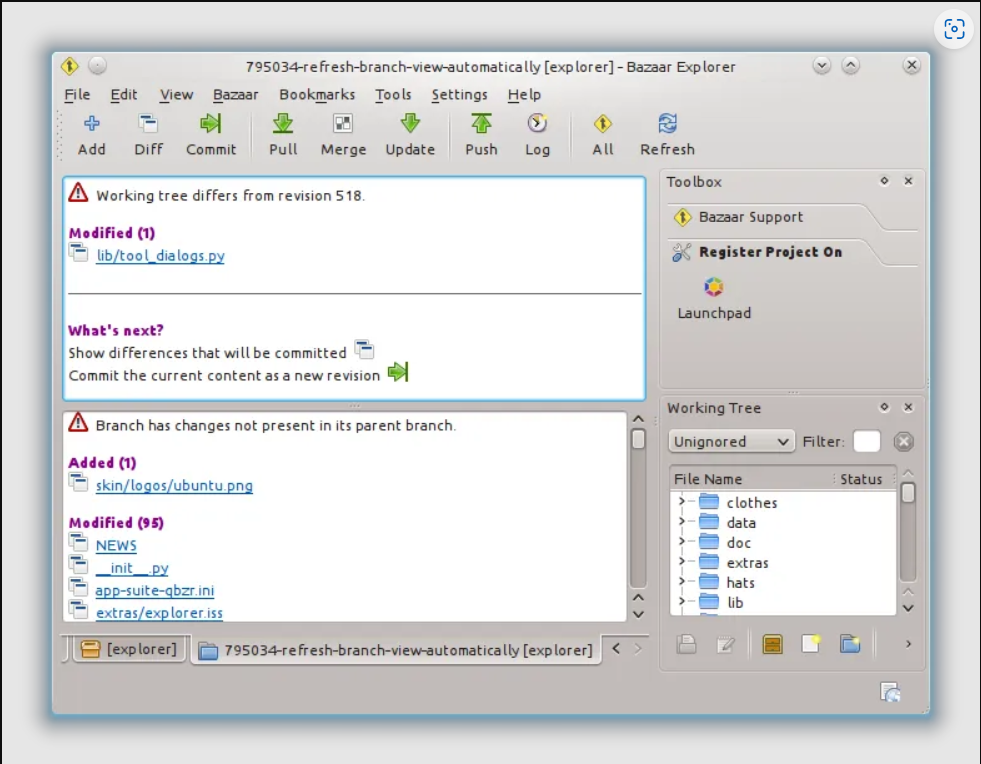 795034-refresh-branch-view-automatically [explorer] - Bazaar Explorer
File Edit View Bazaar Bookmarks Tools Settings Help
Add Diff Commit Pull Merge Update Push Log All Refresh
Working tree differs from revision 518.
Modified (1)
lib/tool_dialogs.py
What's next?
Show differences that will be committed
Commit the current content as a new revision
Branch has changes not present in its parent branch.
Added (1)
skin/logos/ubuntu.png
Modified (95)
NEWS
__init__.py
app-suite-qbzr.ini
extras/explorer.iss
[explorer] 795034-refresh-branch-view-automatically [explorer]
Toolbox
Bazaar Support
Register Project On
Launchpad
Working Tree
Unignored Filter:
File Name Status
clothes
data
doc
extras
hats
lib